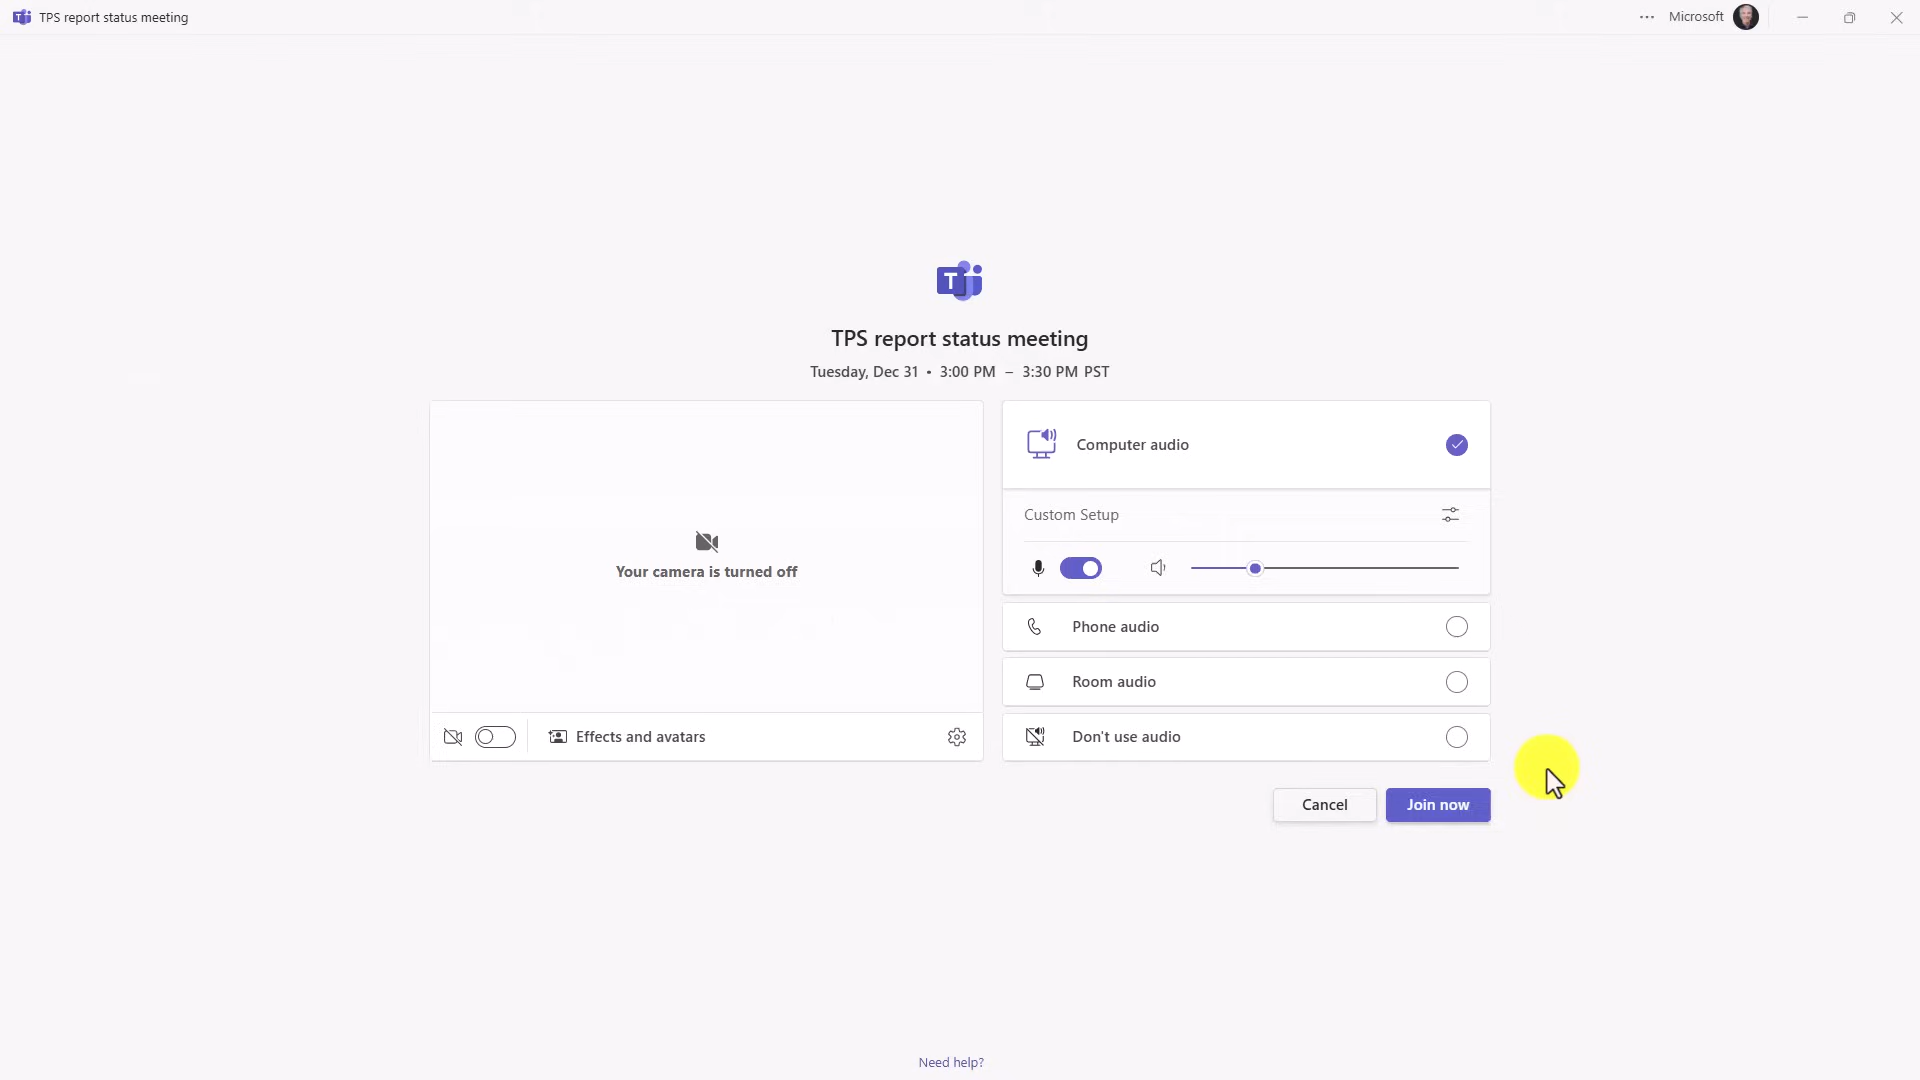 TPS report status meeting
Microsoft
T
TPS report status meeting
Tuesday, Dec 31 • 3:00 PM – 3:30 PM PST
Your camera is turned off
Effects and avatars
Computer audio
Custom Setup
Phone audio
Room audio
Don't use audio
Cancel
Join now
Need help?